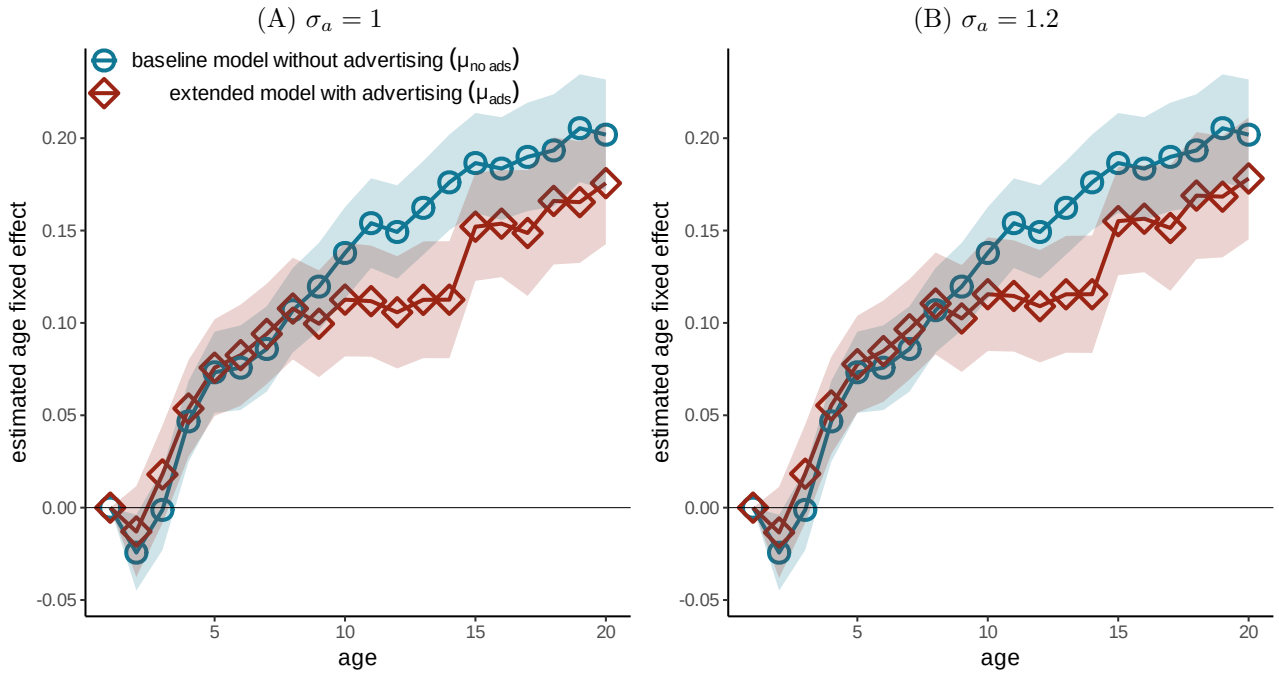 (A) σₐ = 1
baseline model without advertising (μ no ads)
extended model with advertising (μ ads)
estimated age fixed effect
0.20
0.15
0.10
0.05
0.00
-0.05
5 10 15 20
age
(B) σₐ = 1.2
estimated age fixed effect
0.20
0.15
0.10
0.05
0.00
-0.05
5 10 15 20
age